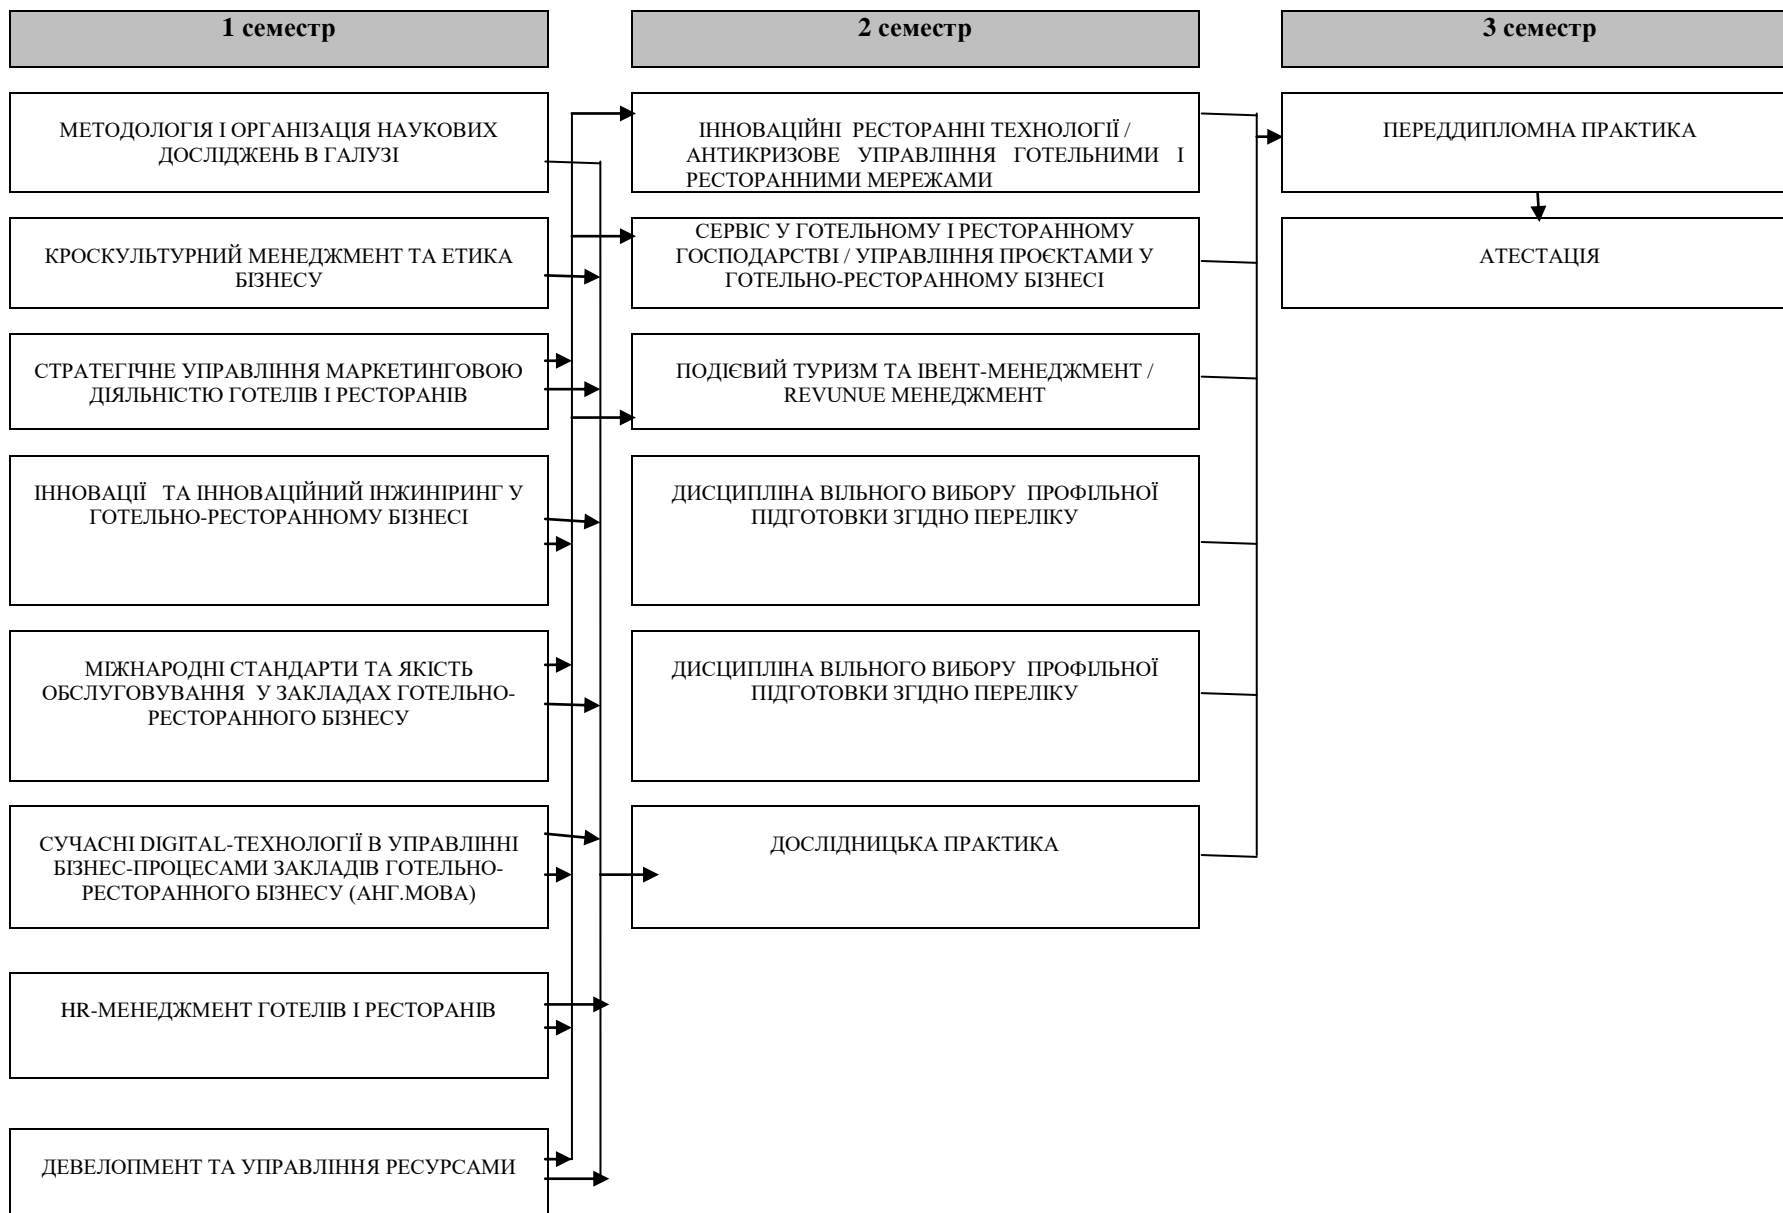 1 семестр
2 семестр
3 семестр
МЕТОДОЛОГІЯ І ОРГАНІЗАЦІЯ НАУКОВИХ
ДОСЛІДЖЕНЬ В ГАЛУЗІ
КРОСКУЛЬТУРНИЙ МЕНЕДЖМЕНТ ТА ЕТИКА
БІЗНЕСУ
СТРАТЕГІЧНЕ УПРАВЛІННЯ МАРКЕТИНГОВОЮ
ДІЯЛЬНІСТЮ ГОТЕЛІВ І РЕСТОРАНІВ
ІННОВАЦІЇ ТА ІННОВАЦІЙНИЙ ІНЖИНІРИНГ У
ГОТЕЛЬНО-РЕСТОРАННОМУ БІЗНЕСІ
МІЖНАРОДНІ СТАНДАРТИ ТА ЯКІСТЬ
ОБСЛУГОВУВАННЯ У ЗАКЛАДАХ ГОТЕЛЬНО-
РЕСТОРАННОГО БІЗНЕСУ
СУЧАСНІ DIGITAL-ТЕХНОЛОГІЇ В УПРАВЛІННІ
БІЗНЕС-ПРОЦЕСАМИ ЗАКЛАДІВ ГОТЕЛЬНО-
РЕСТОРАННОГО БІЗНЕСУ (АНГ.МОВА)
HR-МЕНЕДЖМЕНТ ГОТЕЛІВ І РЕСТОРАНІВ
ДЕВЕЛОПМЕНТ ТА УПРАВЛІННЯ РЕСУРСАМИ
ІННОВАЦІЙНІ РЕСТОРАННІ ТЕХНОЛОГІЇ /
АНТИКРИЗОВЕ УПРАВЛІННЯ ГОТЕЛЬНИМИ І
РЕСТОРАННИМИ МЕРЕЖАМИ
СЕРВІС У ГОТЕЛЬНОМУ І РЕСТОРАННОМУ
ГОСПОДАРСТВІ / УПРАВЛІННЯ ПРОЄКТАМИ У
ГОТЕЛЬНО-РЕСТОРАННОМУ БІЗНЕСІ
ПОДІЄВИЙ ТУРИЗМ ТА ІВЕНТ-МЕНЕДЖМЕНТ /
REVUNUE МЕНЕДЖМЕНТ
ДИСЦИПЛІНА ВІЛЬНОГО ВИБОРУ ПРОФІЛЬНОЇ
ПІДГОТОВКИ ЗГІДНО ПЕРЕЛІКУ
ДИСЦИПЛІНА ВІЛЬНОГО ВИБОРУ ПРОФІЛЬНОЇ
ПІДГОТОВКИ ЗГІДНО ПЕРЕЛІКУ
ДОСЛІДНИЦЬКА ПРАКТИКА
ПЕРЕДДИПЛОМНА ПРАКТИКА
АТЕСТАЦІЯ